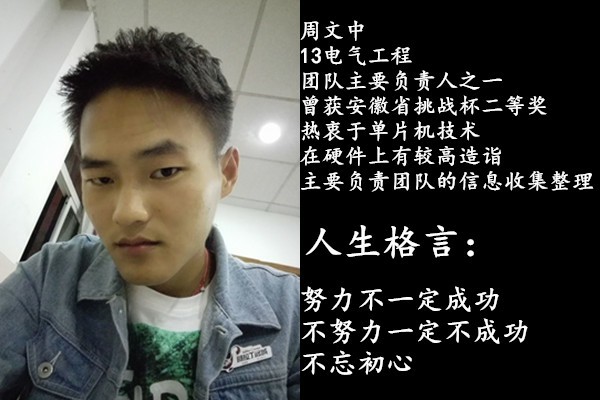 周文中
13电气工程
团队主要负责人之一
曾获安徽省挑战杯二等奖
热衷于单片机技术
在硬件上有较高造诣
主要负责团队的信息收集整理
人生格言：
努力不一定成功
不努力一定不成功
不忘初心